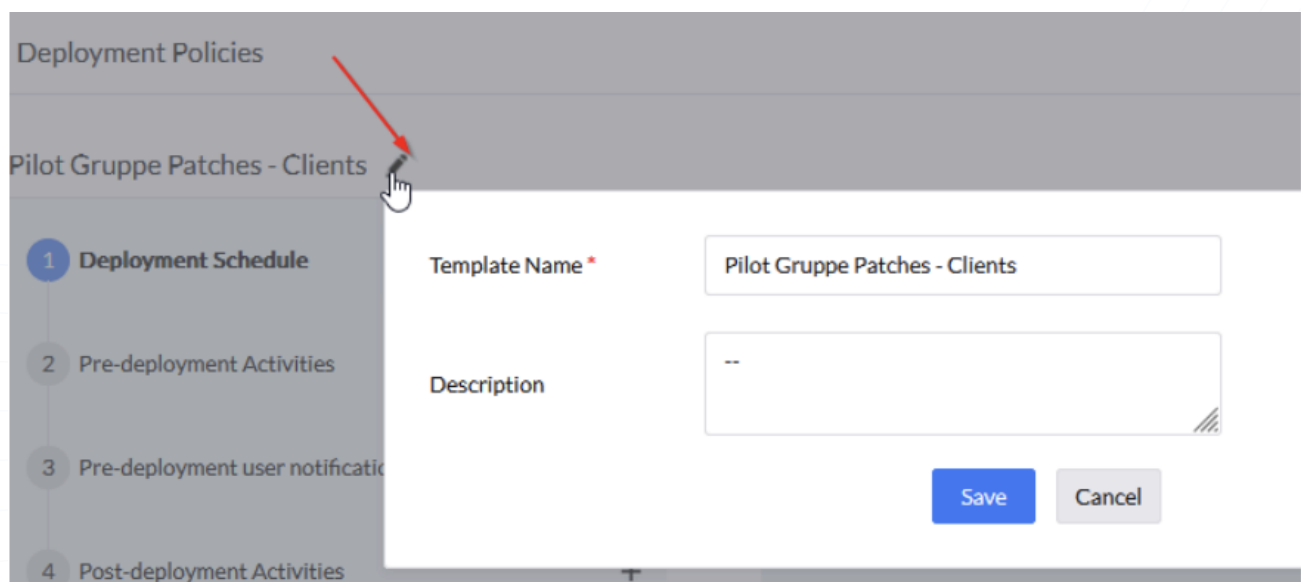 Deployment Policies
Pilot Gruppe Patches - Clients
1 Deployment Schedule
2 Pre-deployment Activities
3 Pre-deployment user notificatio
4 Post-deployment Activities
+
Template Name *
Pilot Gruppe Patches - Clients
Description
--
Save
Cancel